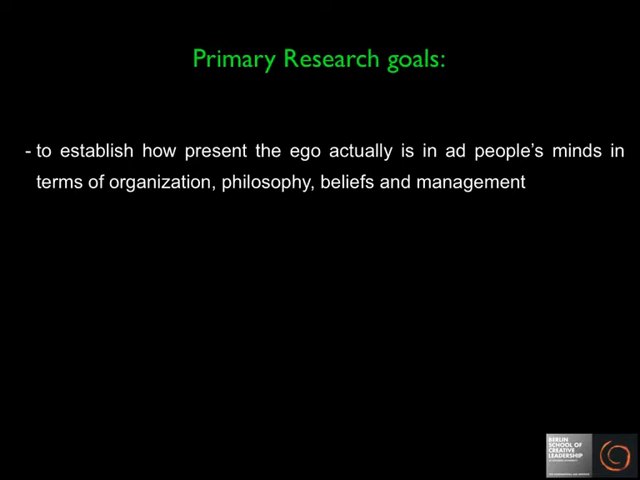 Primary Research goals:
- to establish how present the ego actually is in ad people's minds in
terms of organization, philosophy, beliefs and management
BERLIN
SCHOOL OF
CREATIVE
LEADERSHIP